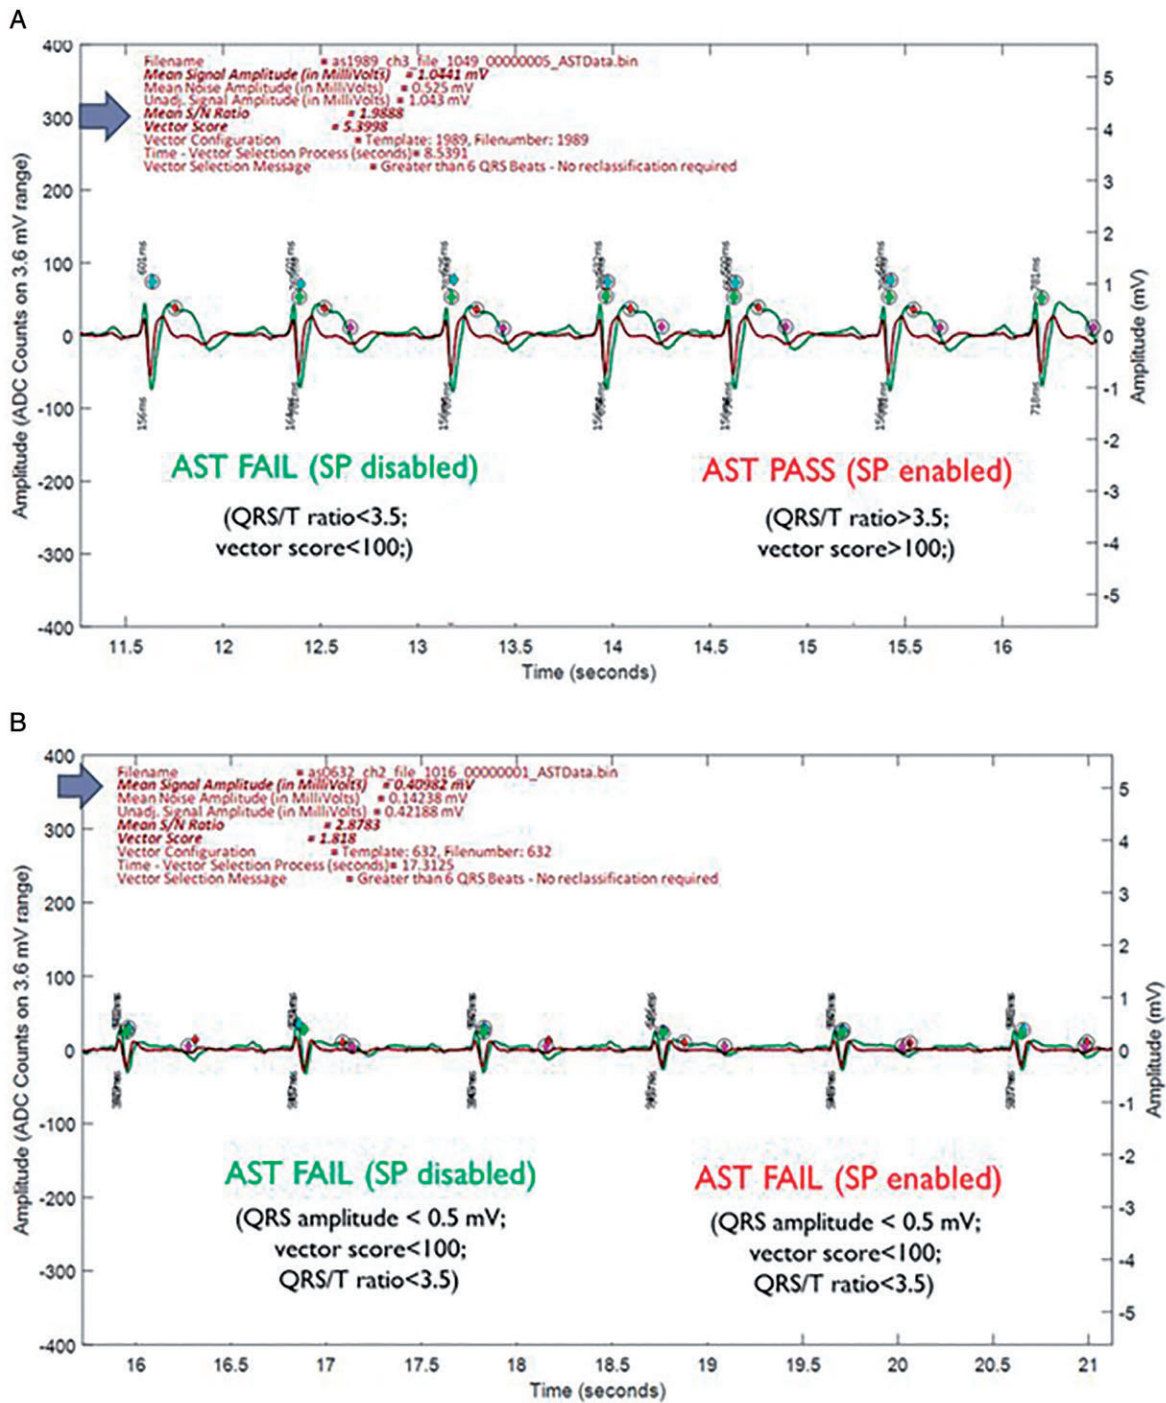 A
400
300
200
100
0
-100
-200
-300
-400
5
4
3
2
1
0
-1
-2
-3
-4
-5
Amplitude (ADC Counts on 3.6 mV range)
Amplitude (mV)
Filename = as1989_ch3_file_1049_00000005_ASTData.bin
Mean Signal Amplitude (in MilliVolts) = 1.0441 mV
Mean Noise Amplitude (in MilliVolts) = 0.525 mV
Unadj. Signal Amplitude (in MilliVolts) = 1.043 mV
Mean S/N Ratio = 1.9888
Vector Score = 5.3998
Vector Configuration = Template: 1989, Filenumber: 1989
Time - Vector Selection Process (seconds)= 8.5391
Vector Selection Message = Greater than 6 QRS Beats - No reclassification required
601ms
781ms
156ms
718ms
AST FAIL (SP disabled)
(QRS/T ratio<3.5;
vector score<100;)
AST PASS (SP enabled)
(QRS/T ratio>3.5;
vector score>100;)
11.5 12 12.5 13 13.5 14 14.5 15 15.5 16
Time (seconds)
B
400
300
200
100
0
-100
-200
-300
-400
5
4
3
2
1
0
-1
-2
-3
-4
-5
Amplitude (ADC Counts on 3.6 mV range)
Amplitude (mV)
Filename = as0632_ch2_file_1016_00000001_ASTData.bin
Mean Signal Amplitude (in MilliVolts) = 0.40982 mV
Mean Noise Amplitude (in MilliVolts) = 0.14238 mV
Unadj. Signal Amplitude (in MilliVolts) = 0.42188 mV
Mean S/N Ratio = 2.8783
Vector Score = 1.818
Vector Configuration = Template: 632, Filenumber: 632
Time - Vector Selection Process (seconds)= 17.3125
Vector Selection Message = Greater than 6 QRS Beats - No reclassification required
AST FAIL (SP disabled)
(QRS amplitude < 0.5 mV;
vector score<100;
QRS/T ratio<3.5)
AST FAIL (SP enabled)
(QRS amplitude < 0.5 mV;
vector score<100;
QRS/T ratio<3.5)
16 16.5 17 17.5 18 18.5 19 19.5 20 20.5 21
Time (seconds)